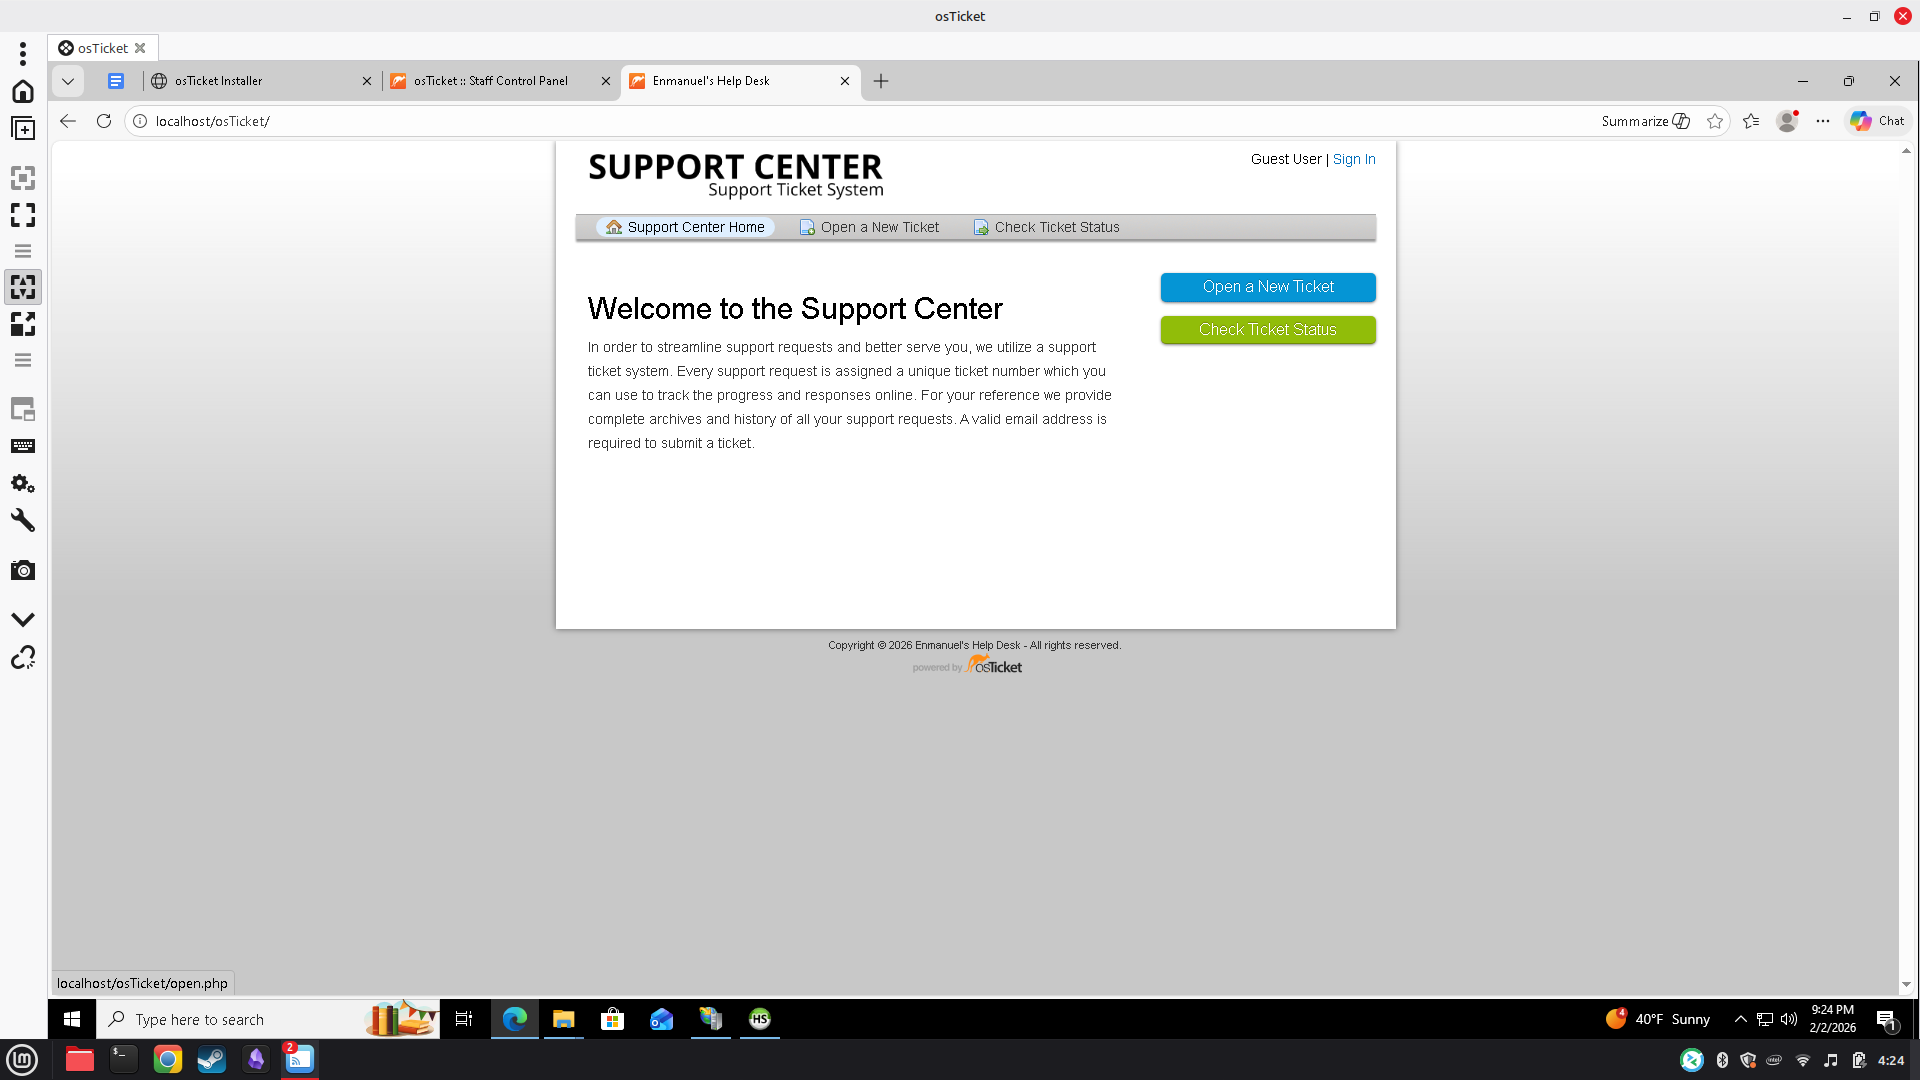 osTicket
osTicket
osTicket Installer
osTicket :: Staff Control Panel
Enmanuel's Help Desk
localhost/osTicket/
Summarize
Chat
SUPPORT CENTER
Support Ticket System
Guest User | Sign In
Support Center Home
Open a New Ticket
Check Ticket Status
Welcome to the Support Center
In order to streamline support requests and better serve you, we utilize a support
ticket system. Every support request is assigned a unique ticket number which you
can use to track the progress and responses online. For your reference we provide
complete archives and history of all your support requests. A valid email address is
required to submit a ticket.
Open a New Ticket
Check Ticket Status
Copyright © 2026 Enmanuel's Help Desk - All rights reserved.
powered by osTicket
localhost/osTicket/open.php
Type here to search
HS
4
40°F Sunny
9:24 PM
2/2/2026
1
2
4:24